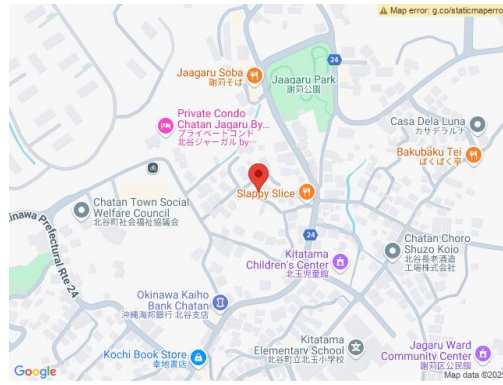 Map error: g.co/staticmaperro
24
Jaagaru Soba
謝苅そば
Jaagaru Park
謝苅公園
Private Condo
Chatan Jagaru By...
プライベートコンド
北谷ジャーガル by…
Casa Dela Luna
カサデラルナ
Bakubaku Tei
ばくばく亭
Slappy Slice
Chatan Town Social
Welfare Council
北谷町社会福祉協議会
inawa Prefectural Rte 24
24
Chatan Choro
Shuzo Kojo
北谷長老酒造
工場株式会社
Kitatama
Children's Center
北玉児童館
Okinawa Kaiho
Bank Chatan
沖縄海邦銀行 北谷支店
Kitatama
Elementary School
北谷町立北玉小学校
Kochi Book Store
幸地書店
Jagaru Ward
Community Center
謝苅区公民館
Google
Map data ©202